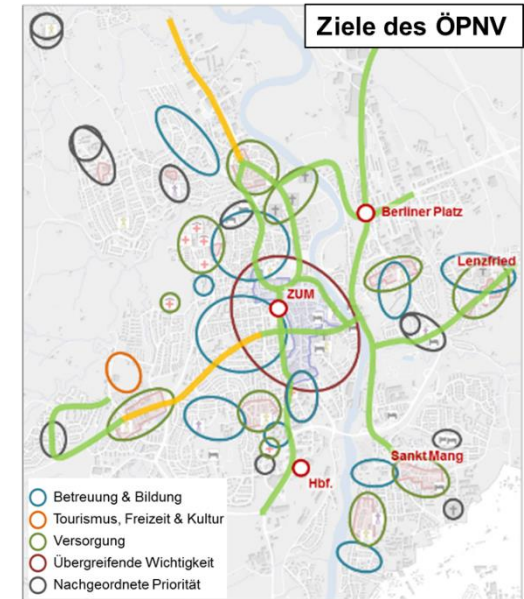 Ziele des ÖPNV
Berliner Platz
Lenzfried
ZUM
Sankt Mang
Hbf.
Betreuung & Bildung
Tourismus, Freizeit & Kultur
Versorgung
Übergreifende Wichtigkeit
Nachgeordnete Priorität